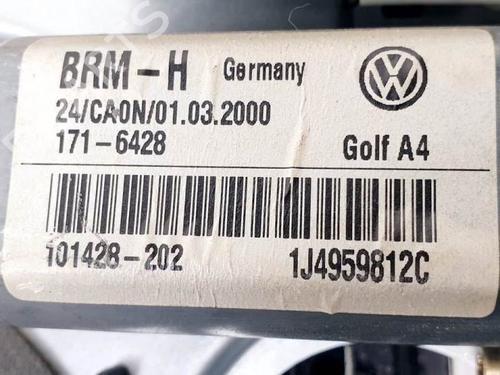 BRM-H Germany
24/CA0N/01.03.2000
171-6428 Golf A4
101428-202 1J4959812C